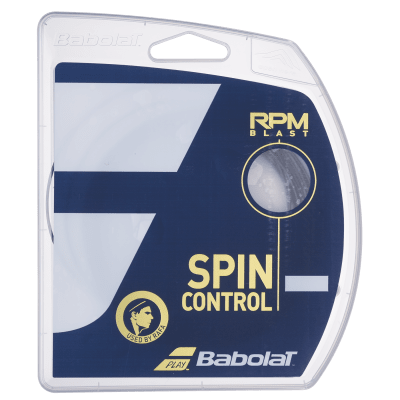 Babolat
RPM
BLAST
SPIN
CONTROL
USED BY RAFA
PLAY
Babolat